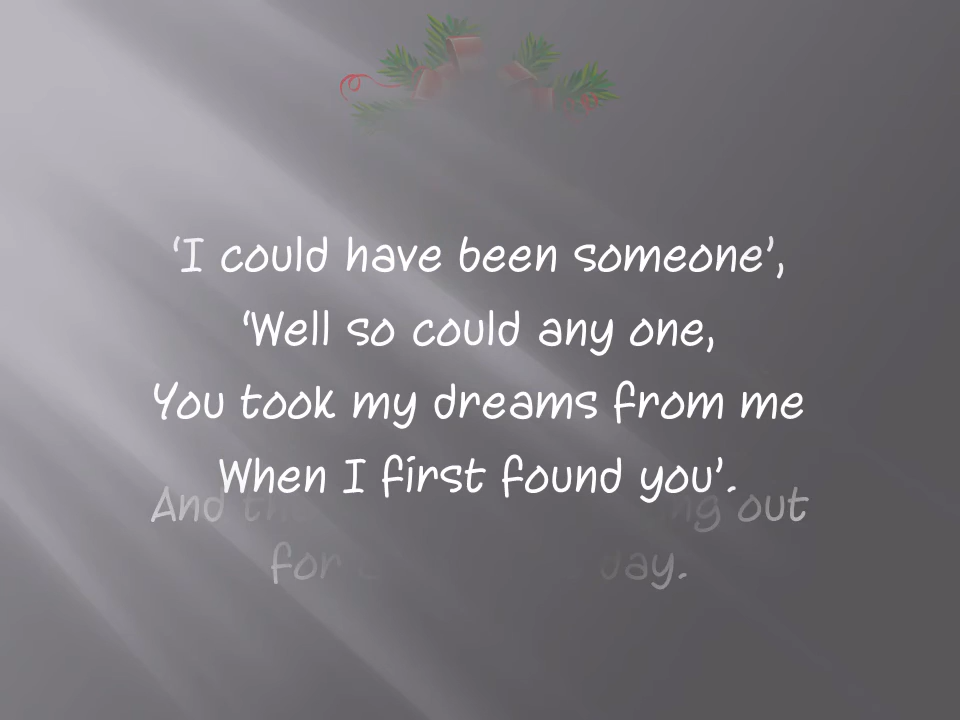 ‘I could have been someone’,
‘Well so could any one,
You took my dreams from me
When I first found you’.
And out
for day.